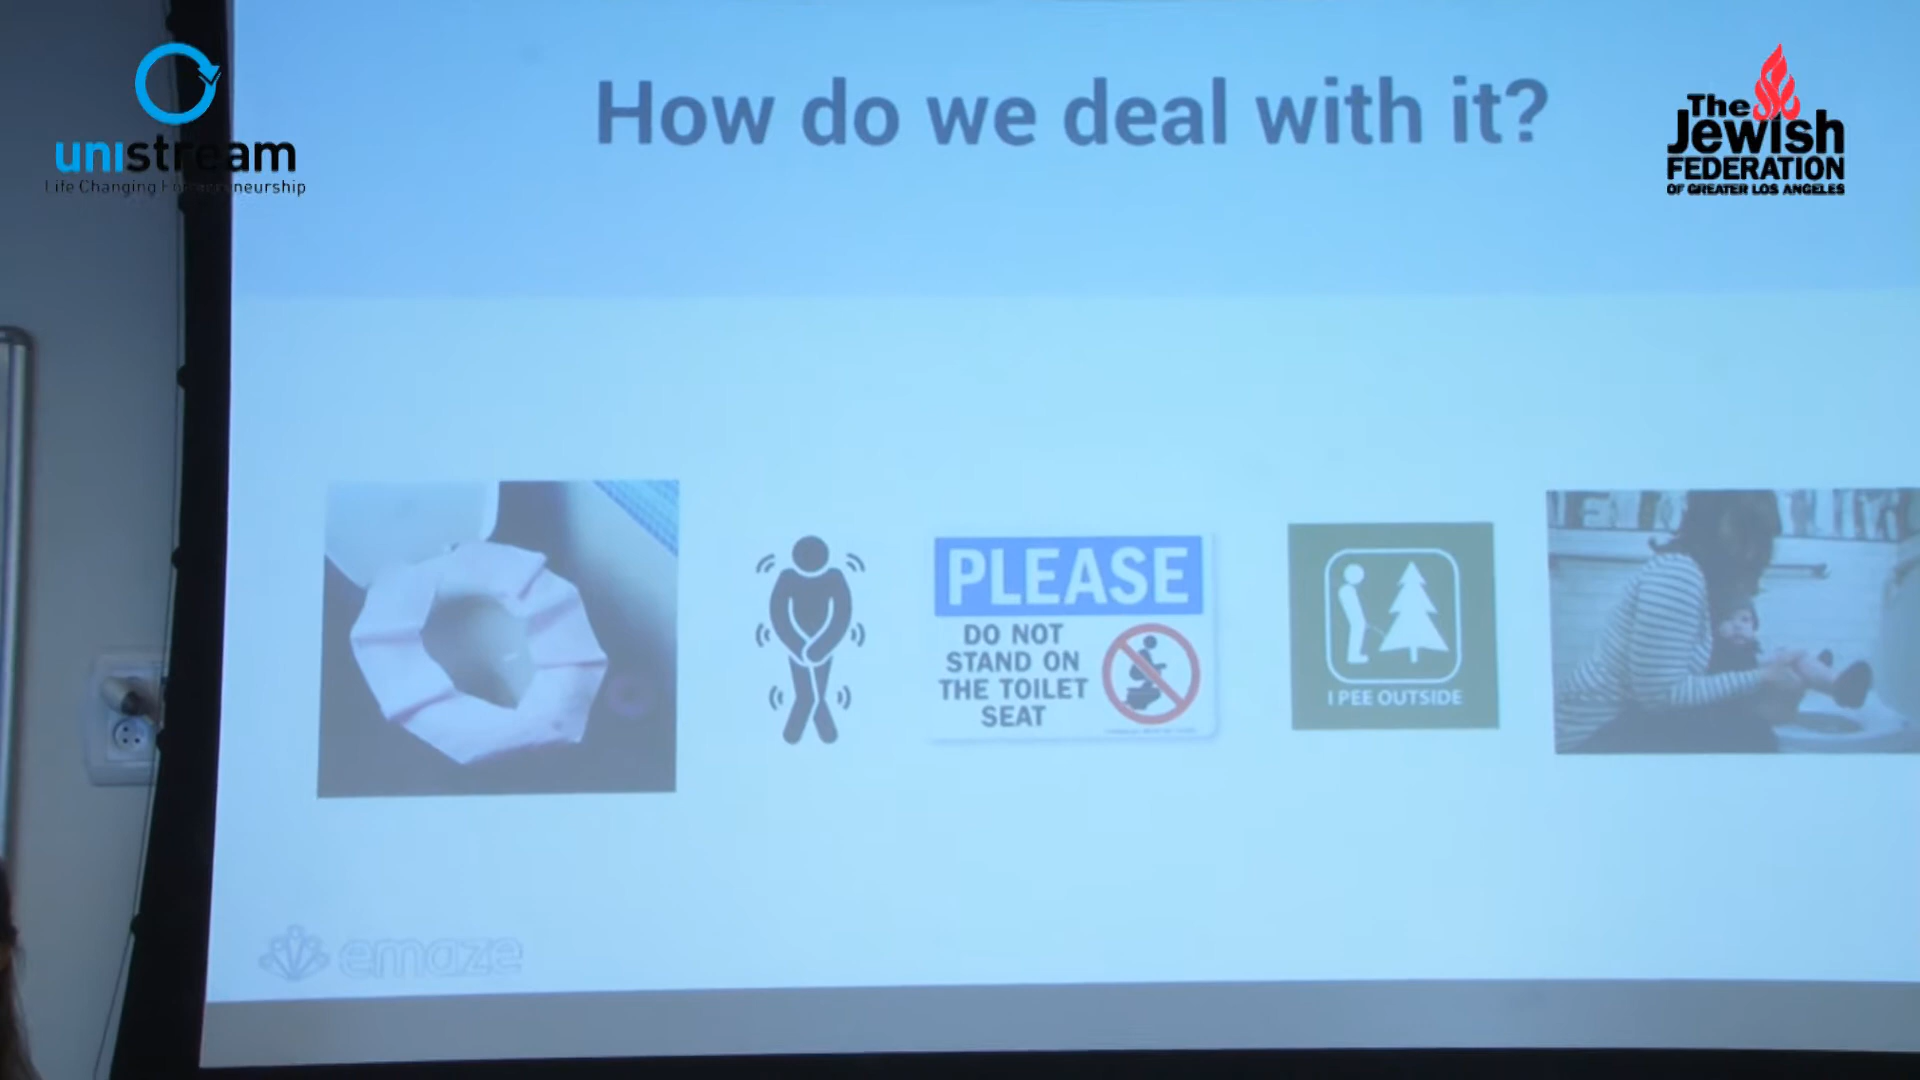 unistream
Life Changing Entrepreneurship
The
Jewish
FEDERATION
OF GREATER LOS ANGELES
How do we deal with it?
PLEASE
DO NOT
STAND ON
THE TOILET
SEAT
I PEE OUTSIDE
emaze